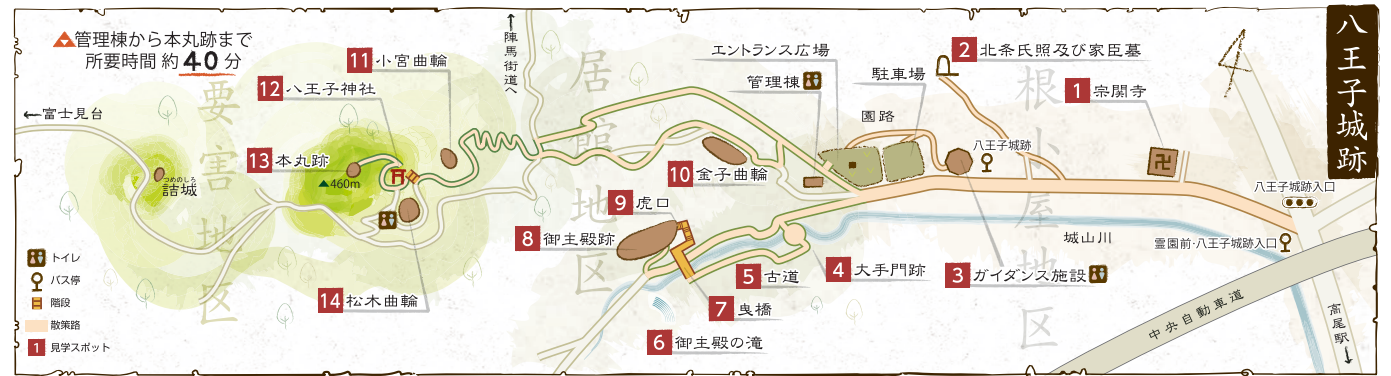 八王子城跡
管理棟から本丸跡まで
所要時間 約40分
陣馬街道へ
11 小宮曲輪
12 八王子神社
←富士見台
13 本丸跡
▲460m
つめのしろ
詰城
14 松木曲輪
要害地区
居館地区
根小屋地区
エントランス広場
管理棟
駐車場
園路
2 北条氏照及び家臣墓
1 宗閑寺
八王子城跡
10 金子曲輪
9 虎口
8 御主殿跡
5 古道
4 大手門跡
3 ガイダンス施設
7 曳橋
6 御主殿の滝
城山川
八王子城跡入口
霊園前・八王子城跡入口
中央自動車道
高尾駅→
トイレ
バス停
階段
散策路
1 見学スポット